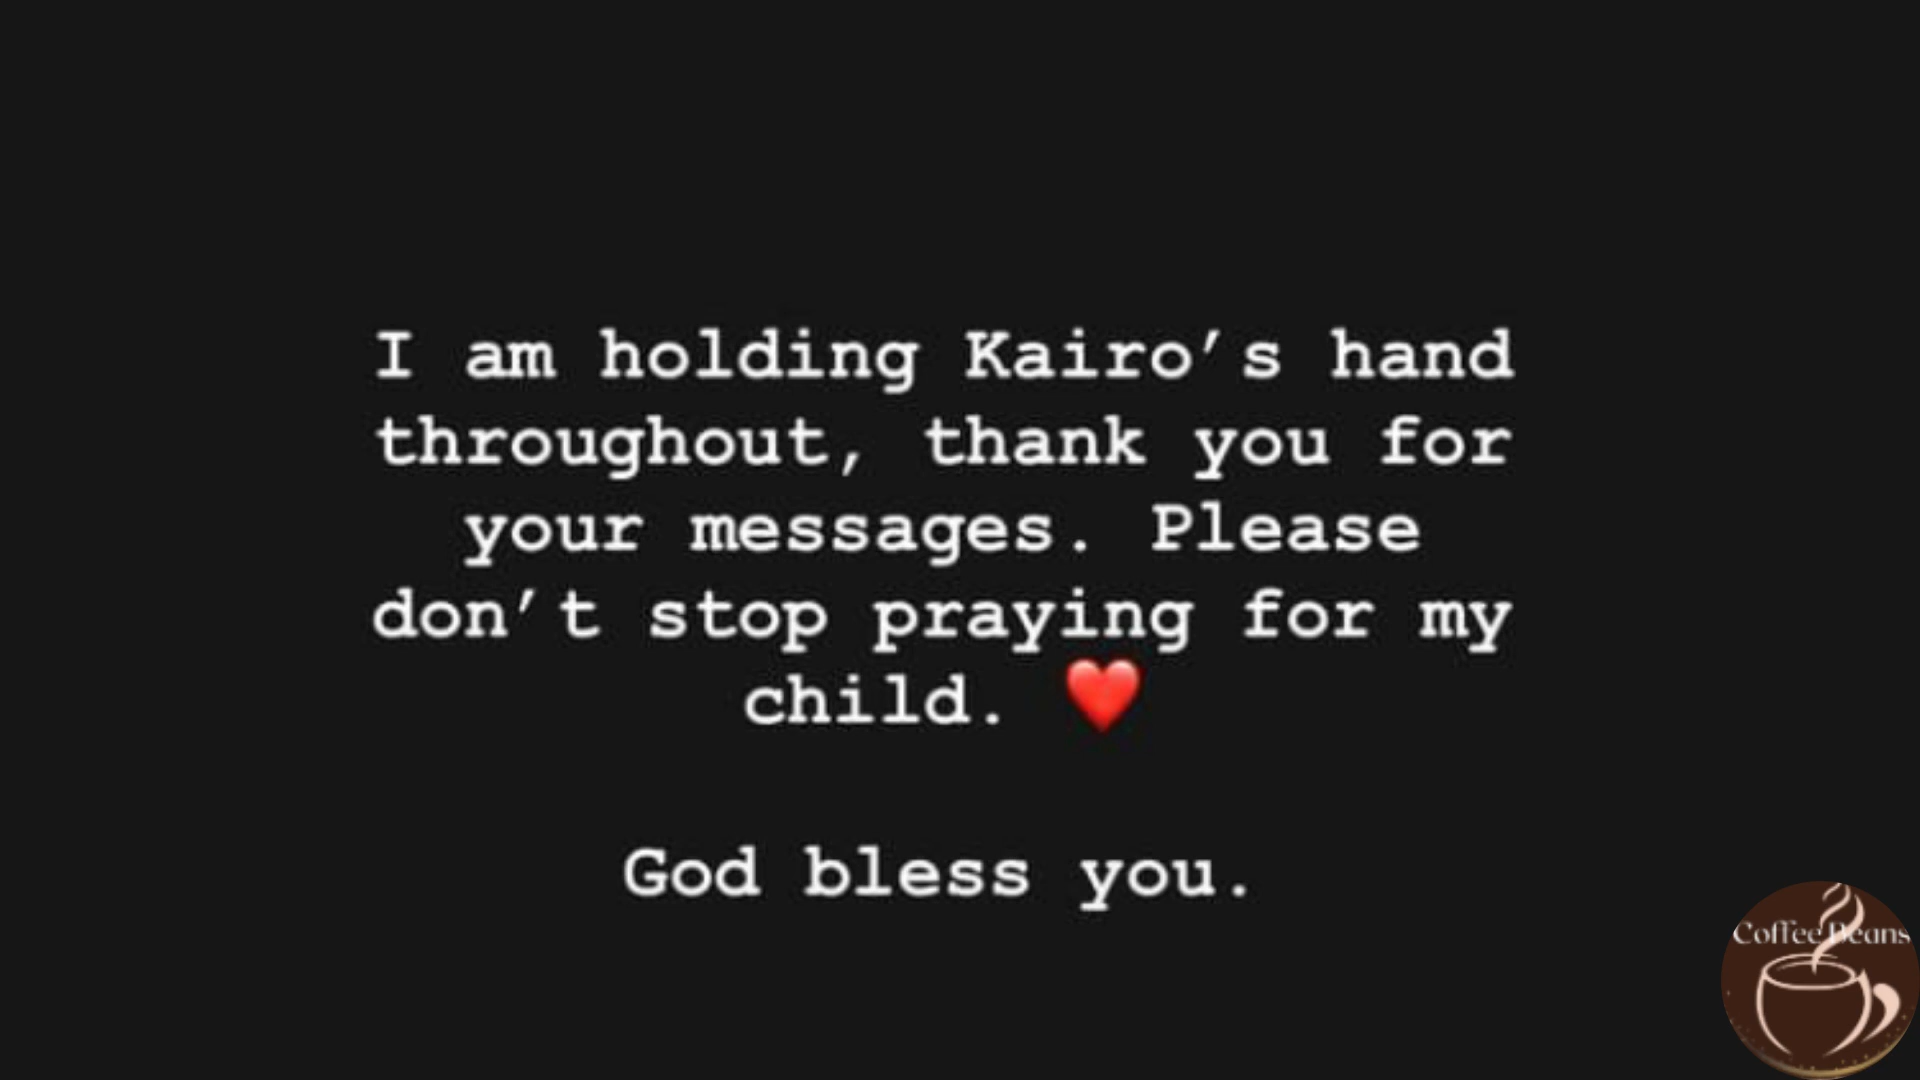 I am holding Kairo’s hand
throughout, thank you for
your messages. Please
don’t stop praying for my
child. ❤️
God bless you.
Coffee Beans